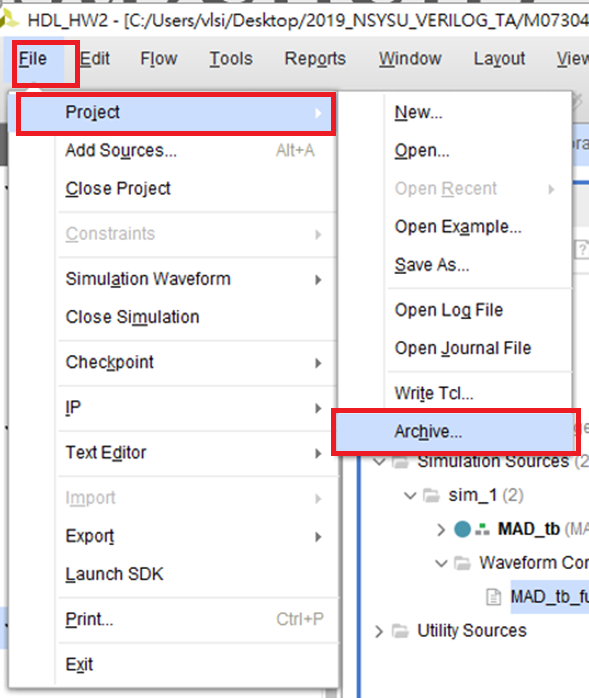 HDL_HW2 - [C:/Users/vlsi/Desktop/2019_NSYSU_VERILOG_TA/M07304
File Edit Flow Tools Reports Window Layout View
Project
Add Sources... Alt+A
Close Project
Constraints
Simulation Waveform
Close Simulation
Checkpoint
IP
Text Editor
Import
Export
Launch SDK
Print... Ctrl+P
Exit
New...
Open...
Open Recent
Open Example...
Save As...
Open Log File
Open Journal File
Write Tcl...
Archive...
Simulation Sources (2
sim_1 (2)
MAD_tb (MA
Waveform Con
MAD_tb_fu
Utility Sources